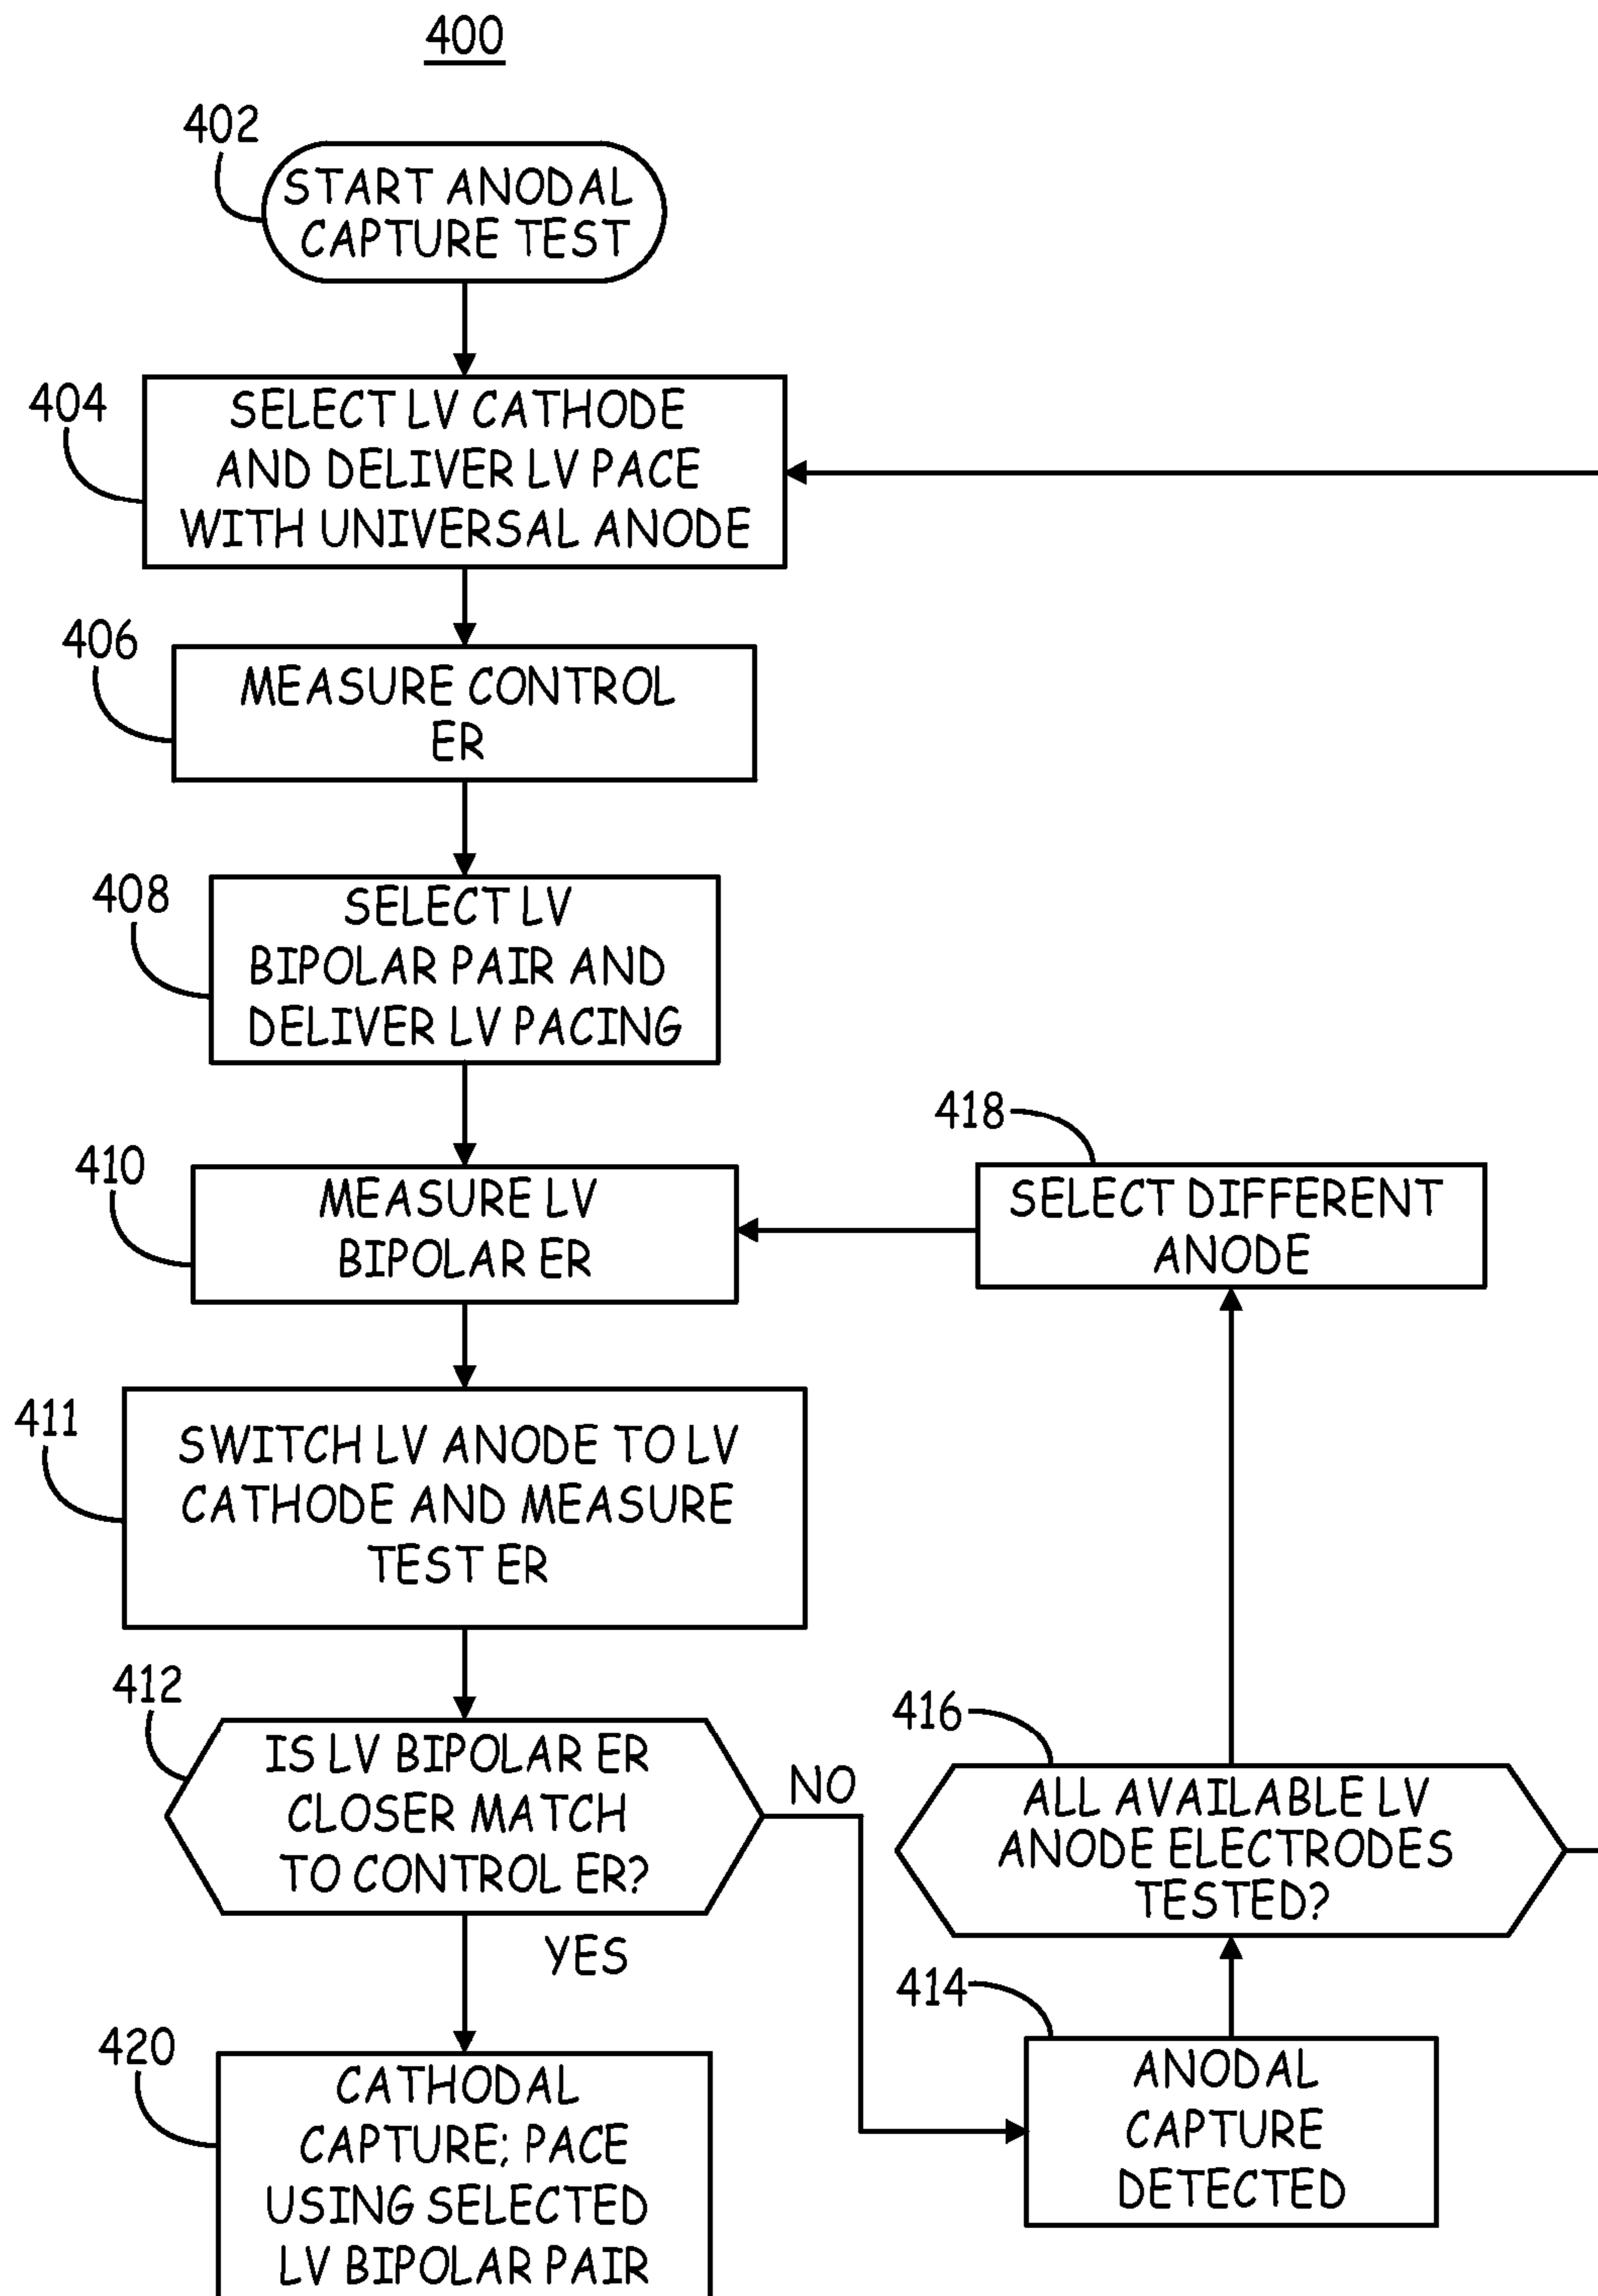 400
402
START ANODAL
CAPTURE TEST
404
SELECT LV CATHODE
AND DELIVER LV PACE
WITH UNIVERSAL ANODE
406
MEASURE CONTROL
ER
408
SELECT LV
BIPOLAR PAIR AND
DELIVER LV PACING
410
MEASURE LV
BIPOLAR ER
418
SELECT DIFFERENT
ANODE
411
SWITCH LV ANODE TO LV
CATHODE AND MEASURE
TEST ER
412
IS LV BIPOLAR ER
CLOSER MATCH
TO CONTROL ER?
NO
YES
416
ALL AVAILABLE LV
ANODE ELECTRODES
TESTED?
414
ANODAL
CAPTURE
DETECTED
420
CATHODAL
CAPTURE; PACE
USING SELECTED
LV BIPOLAR PAIR